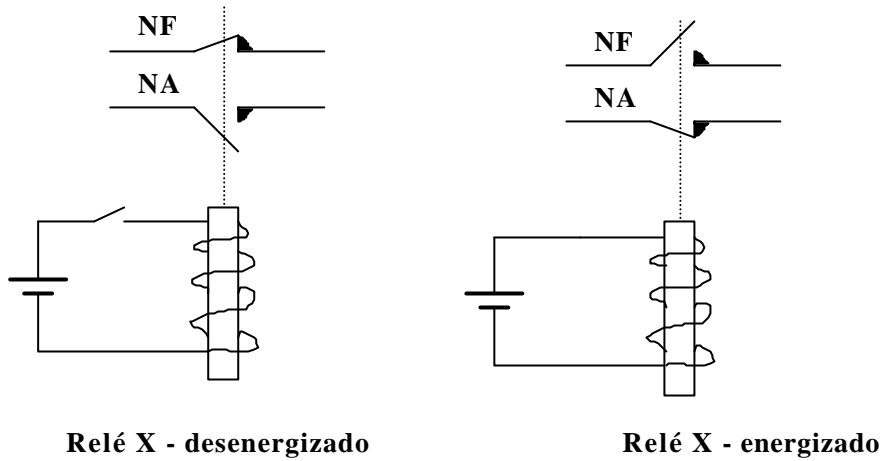 NF
NA
NF
NA
Relé X - desenergizado
Relé X - energizado